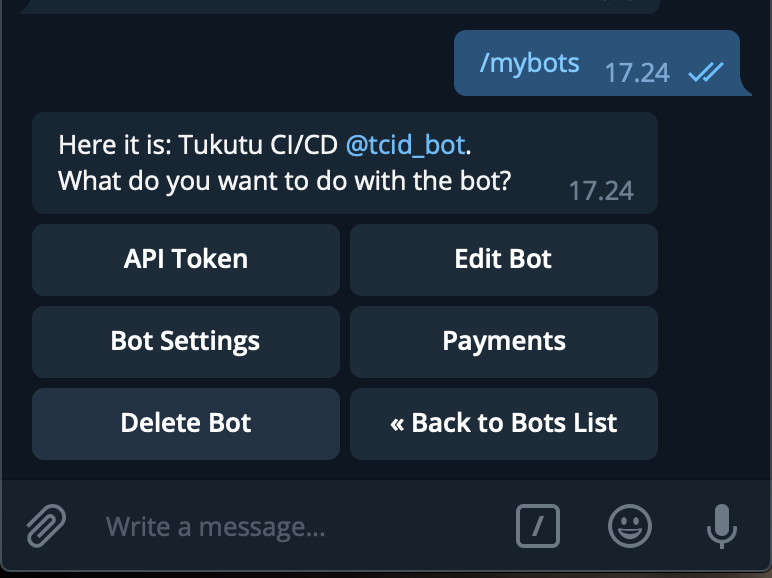 /mybots 17.24
Here it is: Tukutu CI/CD @tcid_bot.
What do you want to do with the bot? 17.24
API Token
Edit Bot
Bot Settings
Payments
Delete Bot
« Back to Bots List
Write a message...
/